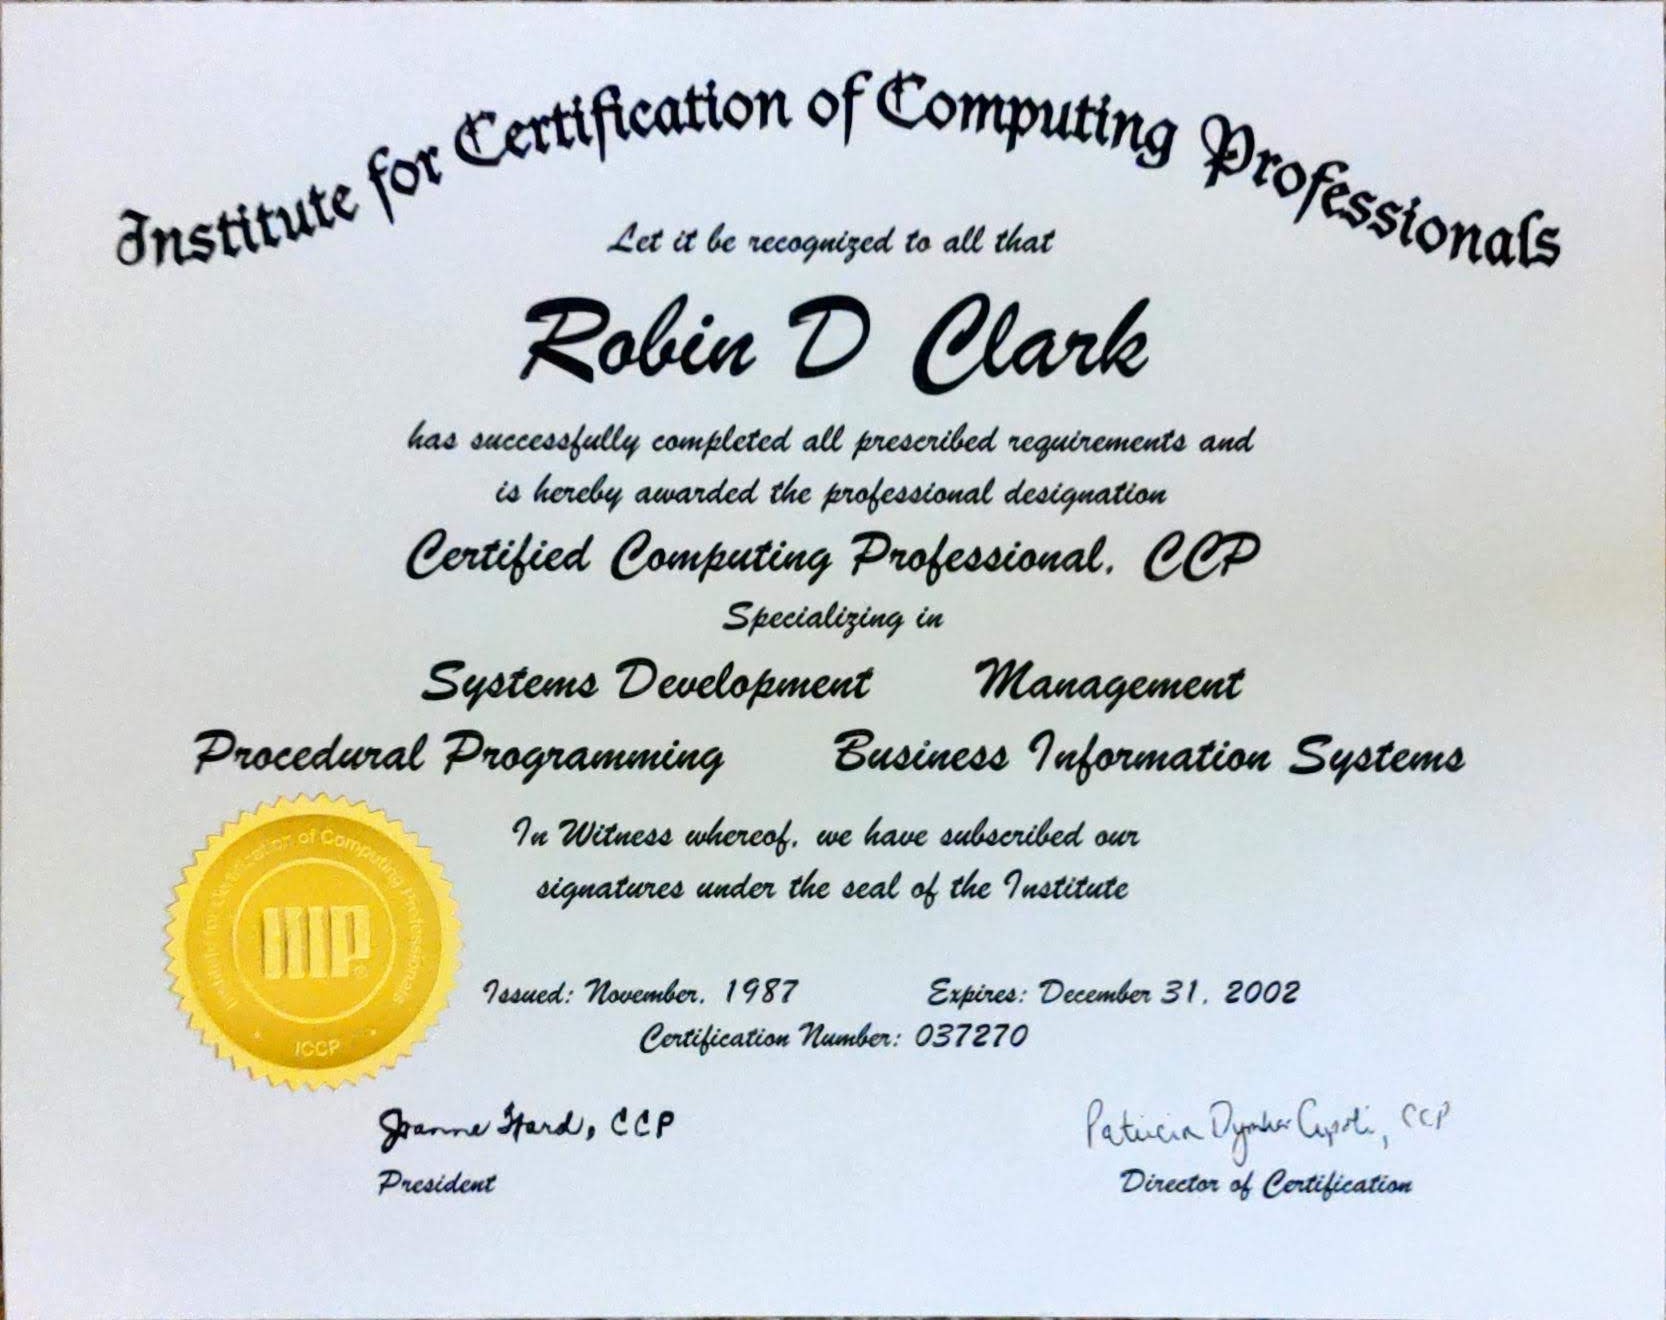 Institute for Certification of Computing Professionals
Let it be recognized to all that
Robin D Clark
has successfully completed all prescribed requirements and
is hereby awarded the professional designation
Certified Computing Professional, CCP
Specializing in
Systems Development Management
Procedural Programming Business Information Systems
In Witness whereof, we have subscribed our
signatures under the seal of the Institute
Institute for Certification of Computing Professionals
ICCP
Issued: November, 1987 Expires: December 31, 2002
Certification Number: 037270
Joanne Ward, CCP Patricia CCP
President Director of Certification